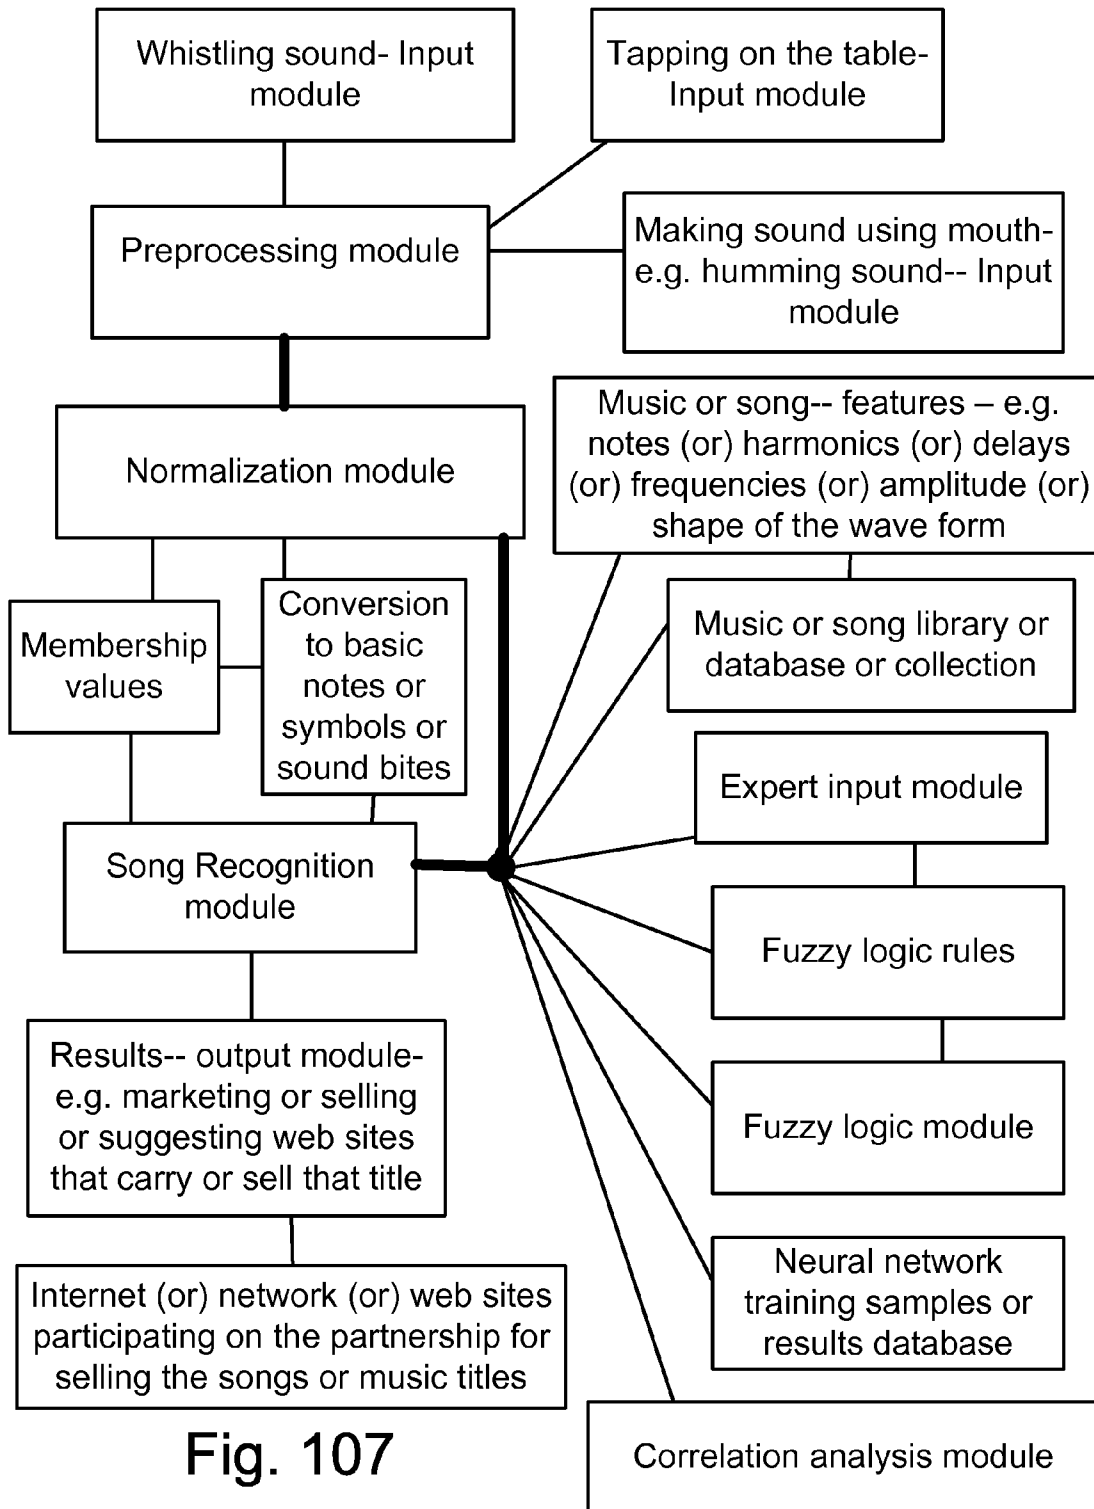 Whistling sound- Input
module
Tapping on the table-
Input module
Preprocessing module
Making sound using mouth-
e.g. humming sound-- Input
module
Normalization module
Music or song-- features – e.g.
notes (or) harmonics (or) delays
(or) frequencies (or) amplitude (or)
shape of the wave form
Membership
values
Conversion
to basic
notes or
symbols or
sound bites
Music or song library or
database or collection
Expert input module
Song Recognition
module
Fuzzy logic rules
Results-- output module-
e.g. marketing or selling
or suggesting web sites
that carry or sell that title
Fuzzy logic module
Neural network
training samples or
results database
Internet (or) network (or) web sites
participating on the partnership for
selling the songs or music titles
Correlation analysis module
Fig. 107